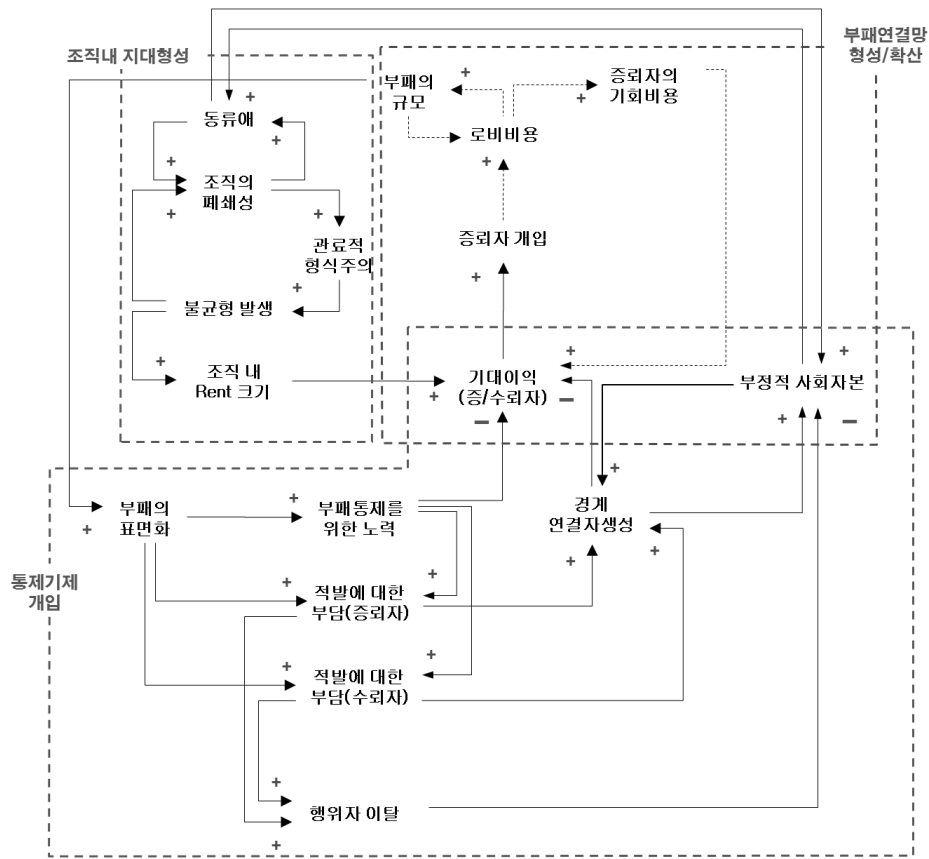 조직내 지대형성
부패연결망
형성/확산
부패의
규모
증뢰자의
기회비용
동류애
로비비용
조직의
폐쇄성
관료적
형식주의
증뢰자 개입
불균형 발생
조직 내
Rent 크기
기대이익
(증/수뢰자)
부정적 사회자본
부패의
표면화
부패통제를
위한 노력
경계
연결자생성
통제기제
개입
적발에 대한
부담(증뢰자)
적발에 대한
부담(수뢰자)
행위자 이탈